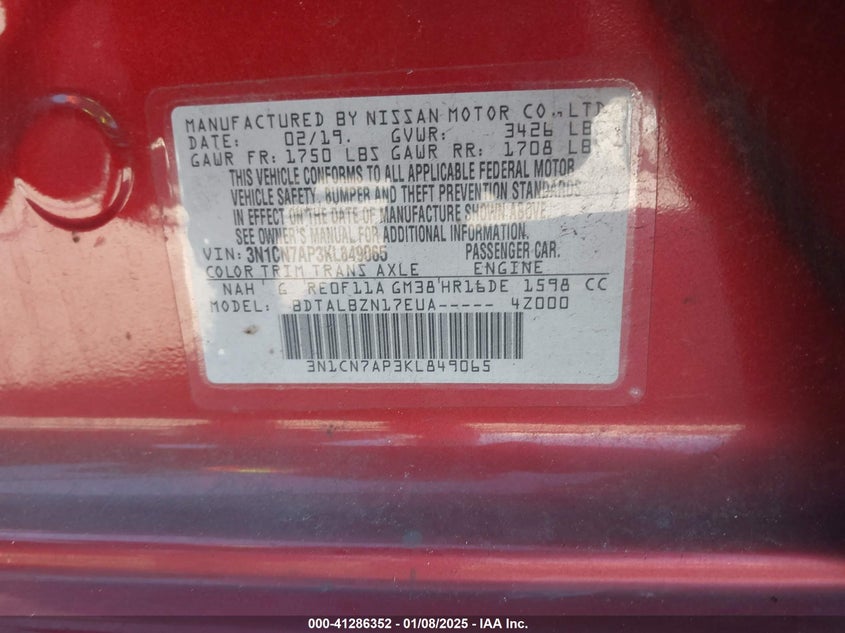 MANUFACTURED BY NISSAN MOTOR CO., LTD
DATE: 02/19. GVWR: 3426 LB
GAWR FR: 1750 LBS GAWR RR: 1708 LB
THIS VEHICLE CONFORMS TO ALL APPLICABLE FEDERAL MOTOR
VEHICLE SAFETY, BUMPER AND THEFT PREVENTION STANDARDS
IN EFFECT ON THE DATE OF MANUFACTURE SHOWN ABOVE.
SEE OWNER'S MANUAL FOR ADDITIONAL INFORMATION.
VIN: 3N1CN7AP3KL849065 PASSENGER CAR.
COLOR TRIM TRANS AXLE ENGINE
NAH G RE0F11A GM38 HR16DE 1598 CC
MODEL: BDTALBZN17EUA----- 4Z000
3N1CN7AP3KL849065
000-41286352 - 01/08/2025 - IAA Inc.